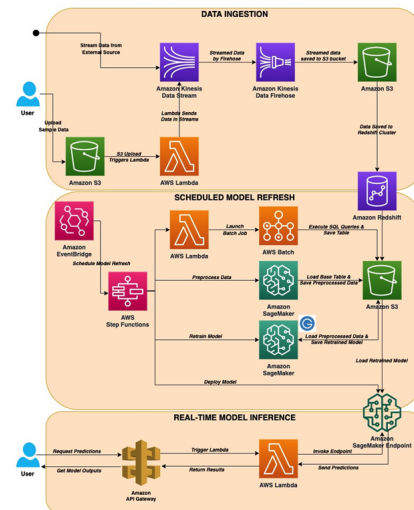 DATA INGESTION
Stream Data from
External Source
Streamed Data
by Firehose
Streamed data
saved to S3 bucket
Amazon Kinesis
Data Stream
Amazon Kinesis
Data Firehose
Amazon S3
User
Upload
Sample Data
Lambda Sends
Data in Streams
S3 Upload
Triggers Lambda
Data Saved to
Redshift Cluster
Amazon S3
AWS Lambda
SCHEDULED MODEL REFRESH
Amazon Redshift
Amazon
EventBridge
Launch
Batch Job
Execute SQL Queries &
Save Table
AWS Lambda
AWS Batch
Schedule Model Refresh
Preprocess Data
Load Base Table &
Save Preprocessed Data
AWS
Step Functions
Amazon
SageMaker
Amazon S3
Retrain Model
Load Preprocessed Data &
Save Retrained Model
Amazon
SageMaker
Load Retrained Model
Deploy Model
REAL-TIME MODEL INFERENCE
Amazon
SageMaker Endpoint
Request Predictions
Trigger Lambda
Invoke Endpoint
Get Model Outputs
Return Results
Send Predictions
User
Amazon
API Gateway
AWS Lambda